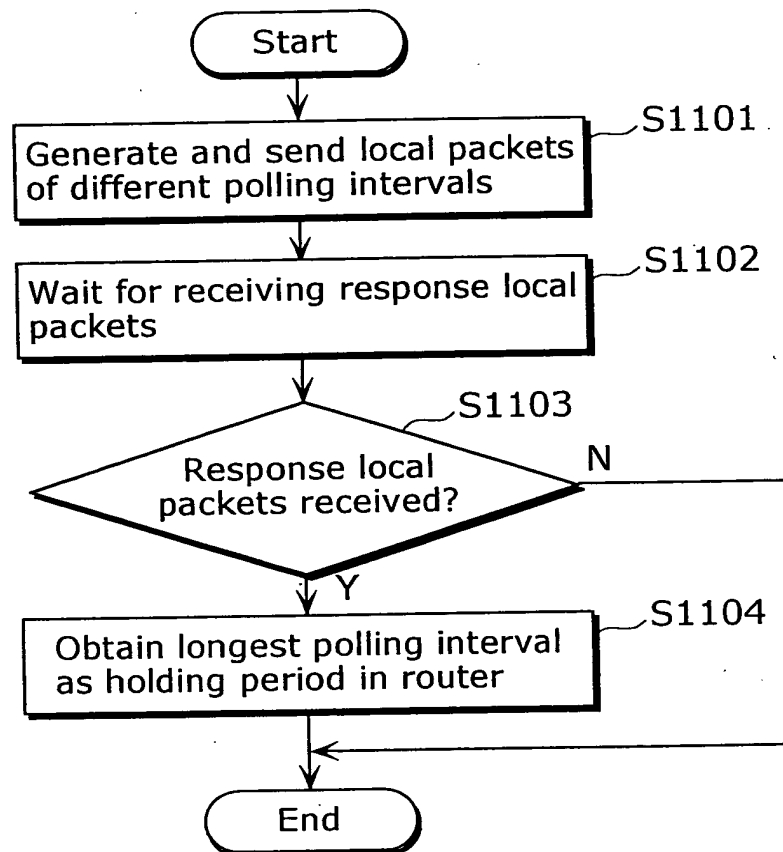 Start
S1101
Generate and send local packets
of different polling intervals
S1102
Wait for receiving response local
packets
S1103
Response local
packets received?
N
Y
S1104
Obtain longest polling interval
as holding period in router
End